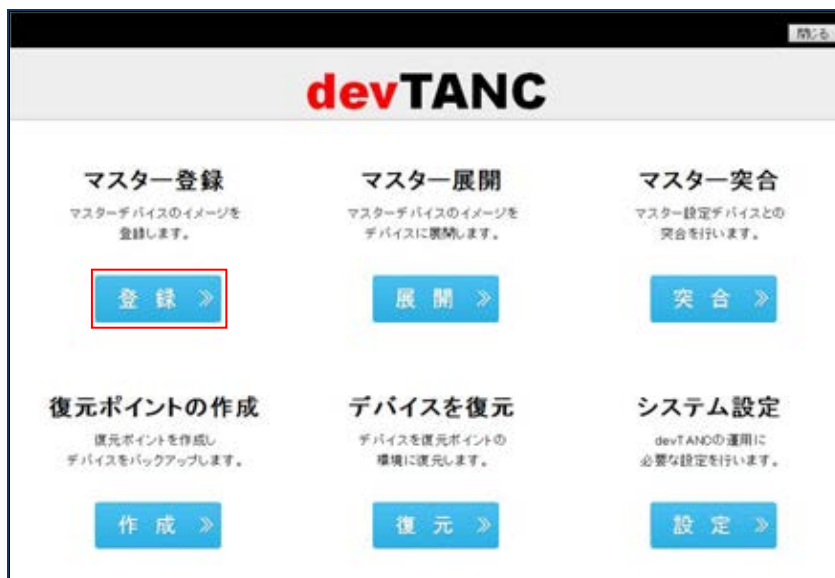 閉じる
devTANC
マスター登録
マスターデバイスのイメージを
登録します。
登 録 »
マスター展開
マスターデバイスのイメージを
デバイスに展開します。
展 開 »
マスター突合
マスター設定デバイスとの
突合を行います。
突 合 »
復元ポイントの作成
復元ポイントを作成し
デバイスをバックアップします。
作 成 »
デバイスを復元
デバイスを復元ポイントの
環境に復元します。
復 元 »
システム設定
devTANCの運用に
必要な設定を行います。
設 定 »